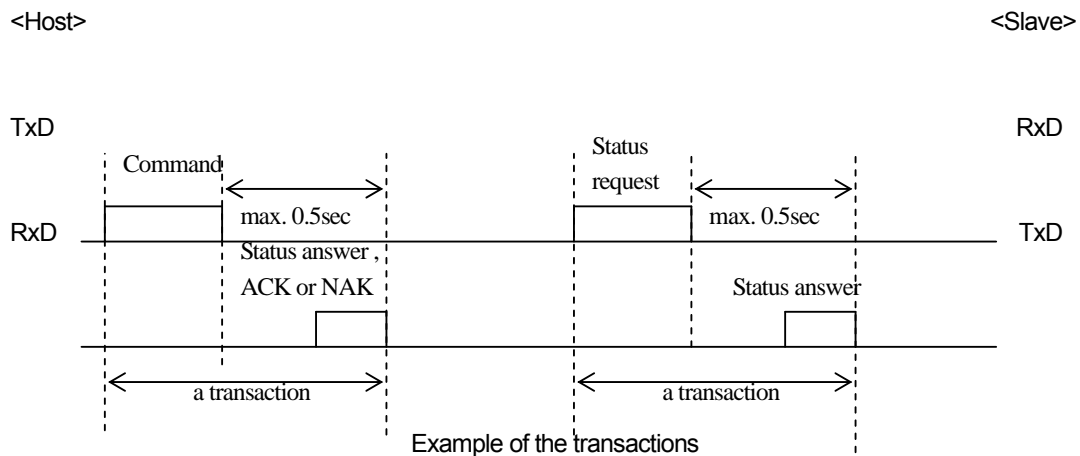 <Host> <Slave>
TxD RxD
Command Status
request
max. 0.5sec max. 0.5sec
RxD TxD
Status answer ,
ACK or NAK Status answer
a transaction a transaction
Example of the transactions